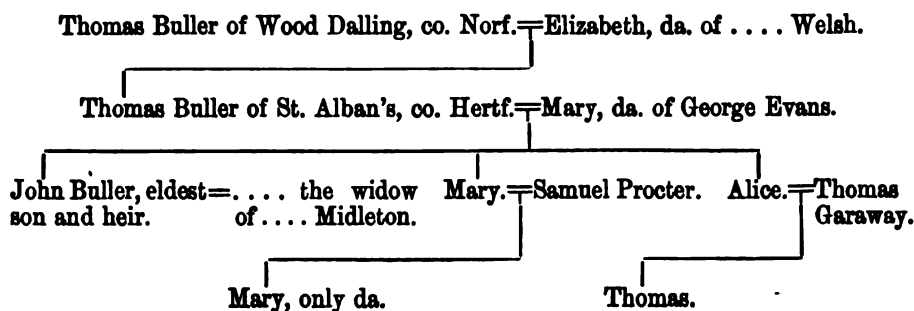 Thomas Buller of Wood Dalling, co. Norf.=Elizabeth, da. of .... Welsh.
Thomas Buller of St. Alban's, co. Hertf.=Mary, da. of George Evans.
John Buller, eldest=.... the widow Mary.=Samuel Procter. Alice.=Thomas
son and heir. of .... Midleton. Garaway.
Mary, only da. Thomas.